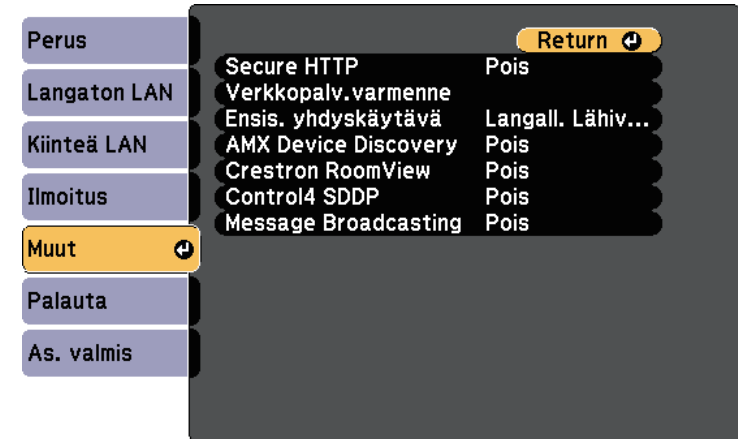 Perus
Langaton LAN
Kiinteä LAN
Ilmoitus
Muut
Palauta
As. valmis
Return
Secure HTTP Pois
Verkkopalv.varmenne
Ensis. yhdyskäytävä Langall. Lähiv...
AMX Device Discovery Pois
Crestron RoomView Pois
Control4 SDDP Pois
Message Broadcasting Pois